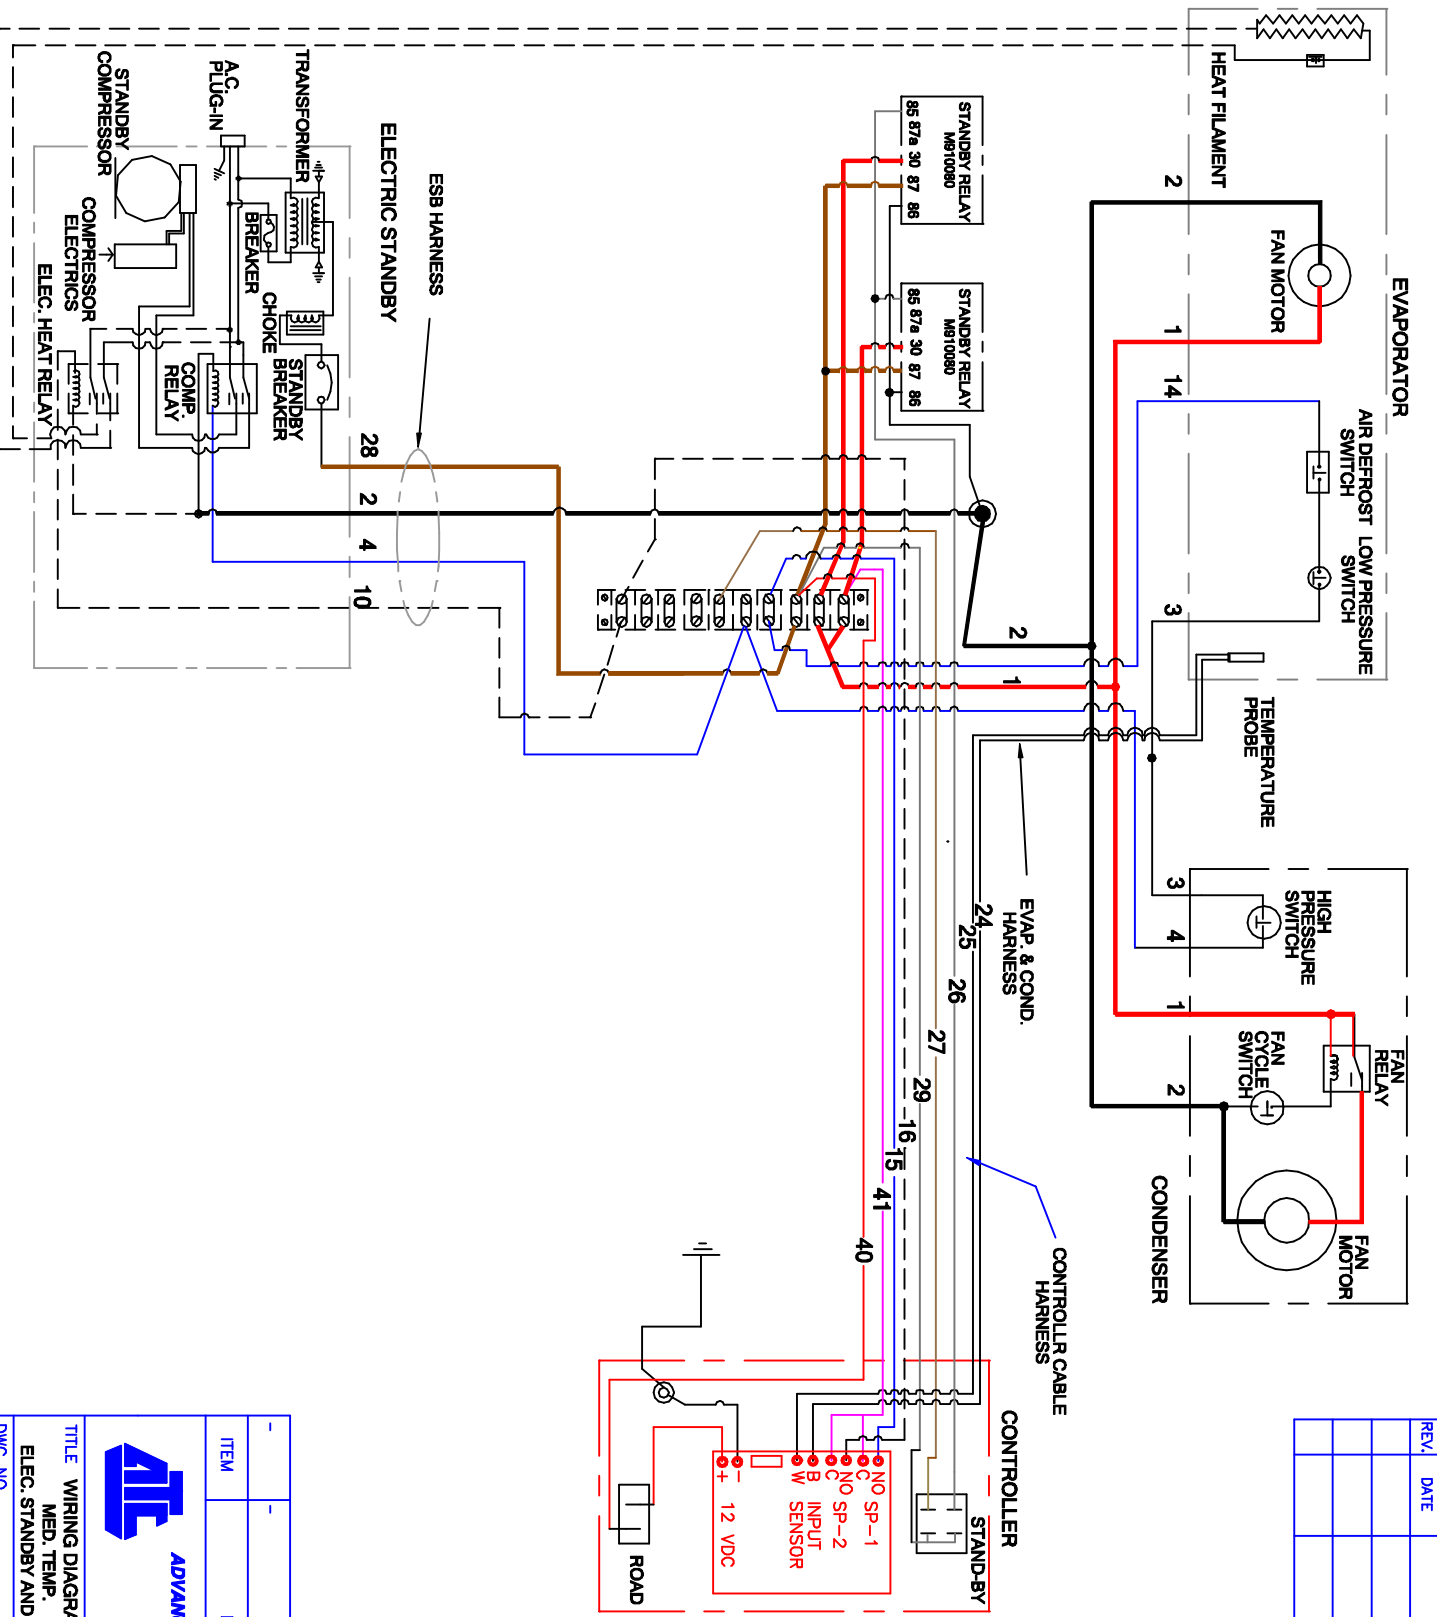 EVAPORATOR
HEAT FILAMENT
2
FAN MOTOR
1
14
AIR DEFROST
SWITCH
LOW PRESSURE
SWITCH
3
TEMPERATURE
PROBE
3
HIGH
PRESSURE
SWITCH
4
1
FAN
CYCLE
SWITCH
FAN
RELAY
2
FAN
MOTOR
CONDENSER
REV.
DATE
STANDBY RELAY
M910080
85 87a 30 87 86
STANDBY RELAY
M910080
85 87a 30 87 86
2
1
EVAP. & COND.
HARNESS
24
25
26
27
29
16
15
41
40
CONTROLLR CABLE
HARNESS
CONTROLLER
STAND-BY
NO
C
SP-1
NO
C
SP-2
B
INPUT
W
SENSOR
-
+
12 VDC
ROAD
ESB HARNESS
ELECTRIC STANDBY
28
2
4
10
TRANSFORMER
A.C.
PLUG-IN
BREAKER
CHOKE
STANDBY
BREAKER
STANDBY
COMPRESSOR
COMP.
RELAY
COMPRESSOR
ELECTRICS
ELEC. HEAT RELAY
-
-
ITEM
ADVAN
TITLE
WIRING DIAGRA
MED. TEMP.
ELEC. STANDBY AND
DWG. NO.